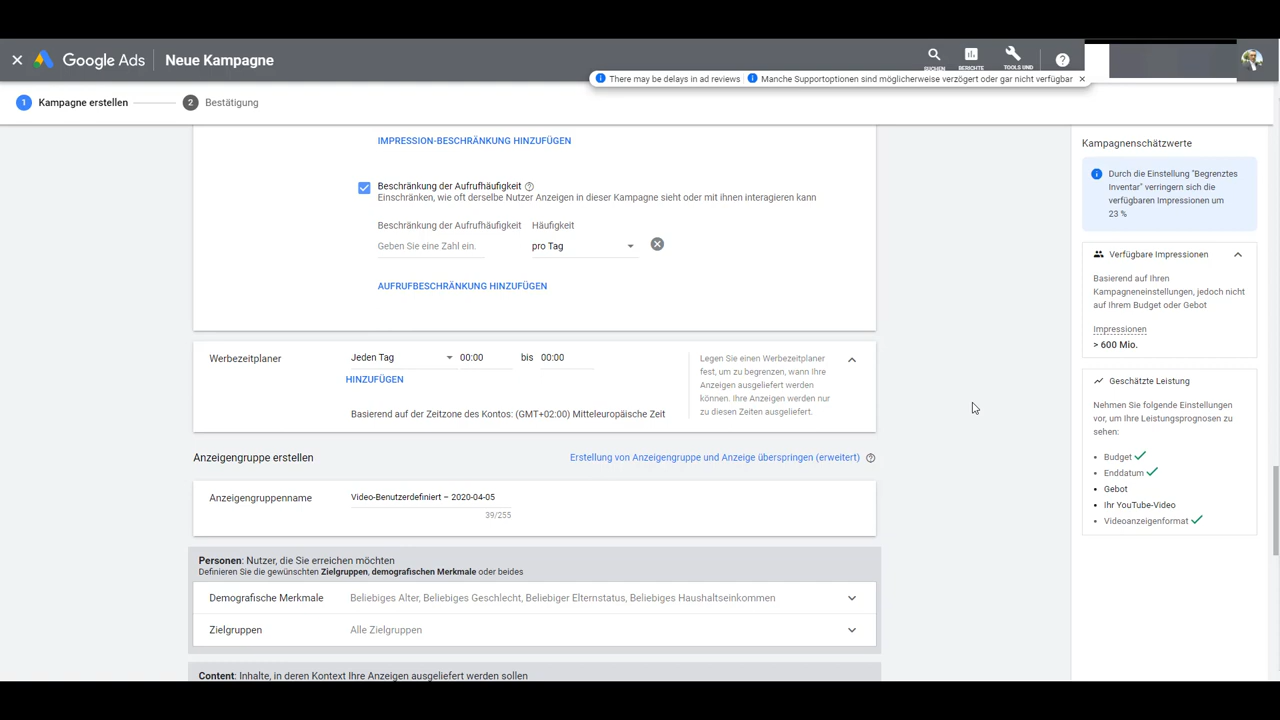 Google Ads
Neue Kampagne
SUCHEN
BERICHTE
TOOLS UND
There may be delays in ad reviews
Manche Supportoptionen sind möglicherweise verzögert oder gar nicht verfügbar
1 Kampagne erstellen
2 Bestätigung
IMPRESSION-BESCHRÄNKUNG HINZUFÜGEN
Beschränkung der Aufrufhäufigkeit
Einschränken, wie oft derselbe Nutzer Anzeigen in dieser Kampagne sieht oder mit ihnen interagieren kann
Beschränkung der Aufrufhäufigkeit Häufigkeit
Geben Sie eine Zahl ein. pro Tag
AUFRUFBESCHRÄNKUNG HINZUFÜGEN
Werbezeitplaner
Jeden Tag 00:00 bis 00:00
HINZUFÜGEN
Basierend auf der Zeitzone des Kontos: (GMT+02:00) Mitteleuropäische Zeit
Legen Sie einen Werbezeitplaner
fest, um zu begrenzen, wann Ihre
Anzeigen ausgeliefert werden
können. Ihre Anzeigen werden nur
zu diesen Zeiten ausgeliefert.
Anzeigengruppe erstellen
Erstellung von Anzeigengruppe und Anzeige überspringen (erweitert)
Anzeigengruppenname
Video-Benutzerdefiniert – 2020-04-05
39/255
Personen: Nutzer, die Sie erreichen möchten
Definieren Sie die gewünschten Zielgruppen, demografischen Merkmale oder beides
Demografische Merkmale
Beliebiges Alter, Beliebiges Geschlecht, Beliebiger Elternstatus, Beliebiges Haushaltseinkommen
Zielgruppen
Alle Zielgruppen
Content: Inhalte, in deren Kontext Ihre Anzeigen ausgeliefert werden sollen
Kampagnenschätzwerte
Durch die Einstellung "Begrenztes
Inventar" verringern sich die
verfügbaren Impressionen um
23 %
Verfügbare Impressionen
Basierend auf Ihren
Kampagneneinstellungen, jedoch nicht
auf Ihrem Budget oder Gebot
Impressionen
> 600 Mio.
Geschätzte Leistung
Nehmen Sie folgende Einstellungen
vor, um Ihre Leistungsprognosen zu
sehen:
Budget
Enddatum
Gebot
Ihr YouTube-Video
Videoanzeigenformat